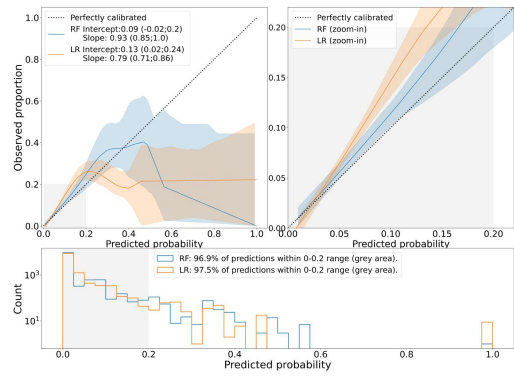 Perfectly calibrated
RF Intercept:0.09 (-0.02;0.2)
Slope: 0.93 (0.85;1.0)
LR Intercept:0.13 (0.02;0.24)
Slope: 0.79 (0.71;0.86)
Observed proportion
1.0
0.8
0.6
0.4
0.2
0.0
0.0 0.2 0.4 0.6 0.8 1.0
Predicted probability
Perfectly calibrated
RF (zoom-in)
LR (zoom-in)
0.20
0.15
0.10
0.05
0.00
0.00 0.05 0.10 0.15 0.20
Predicted probability
RF: 96.9% of predictions within 0-0.2 range (grey area).
LR: 97.5% of predictions within 0-0.2 range (grey area).
Count
10³
10¹
0.0 0.2 0.4 0.6 0.8 1.0
Predicted probability